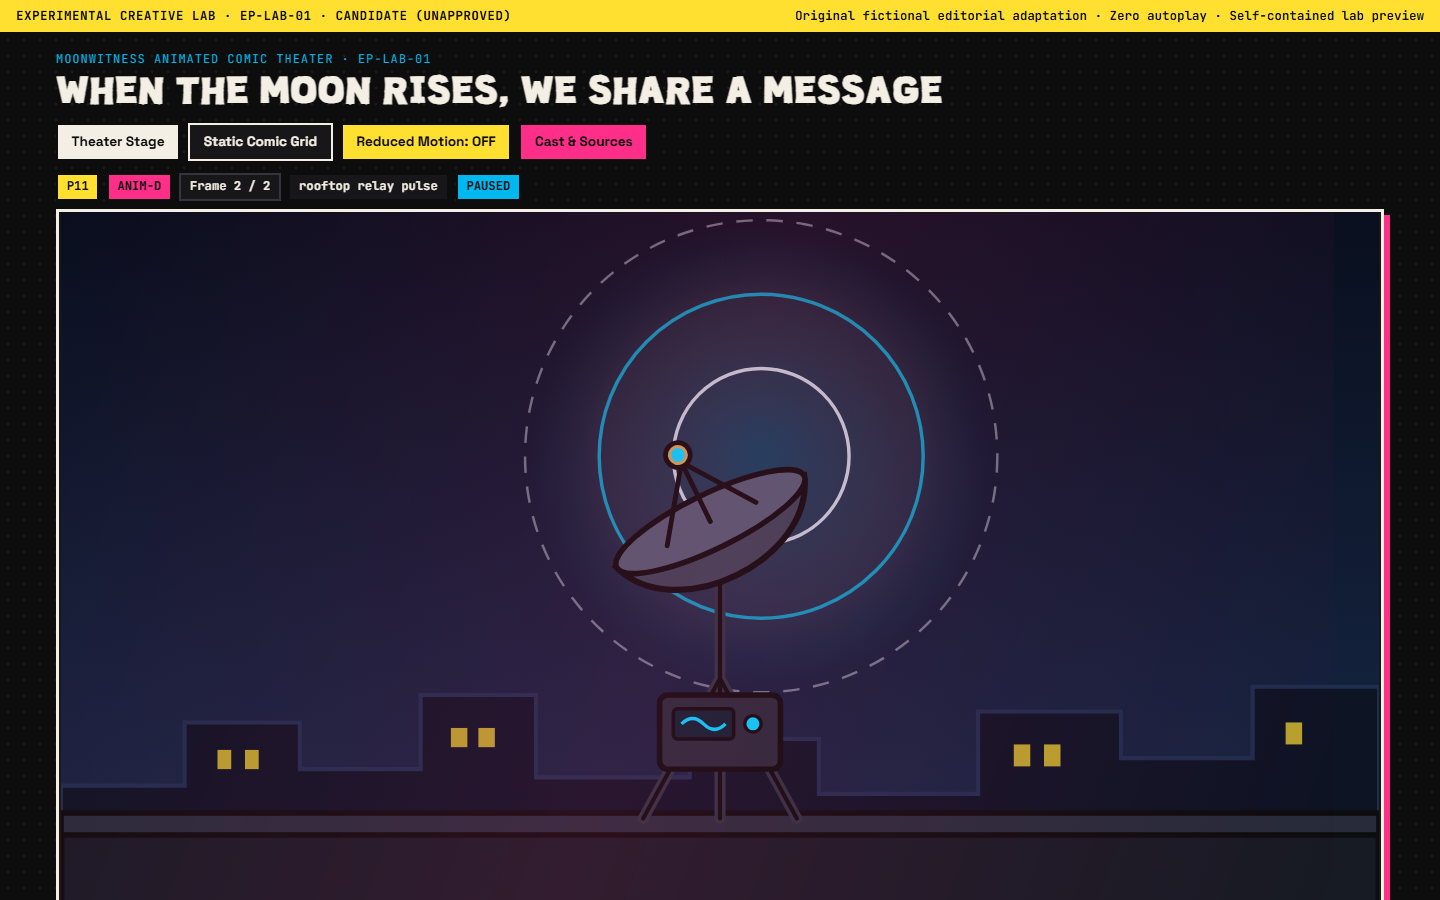 EXPERIMENTAL CREATIVE LAB · EP-LAB-01 · CANDIDATE (UNAPPROVED)
Original fictional editorial adaptation · Zero autoplay · Self-contained lab preview
MOONWITNESS ANIMATED COMIC THEATER · EP-LAB-01
WHEN THE MOON RISES, WE SHARE A MESSAGE
Theater Stage
Static Comic Grid
Reduced Motion: OFF
Cast & Sources
P11
ANIM-D
Frame 2 / 2
rooftop relay pulse
PAUSED